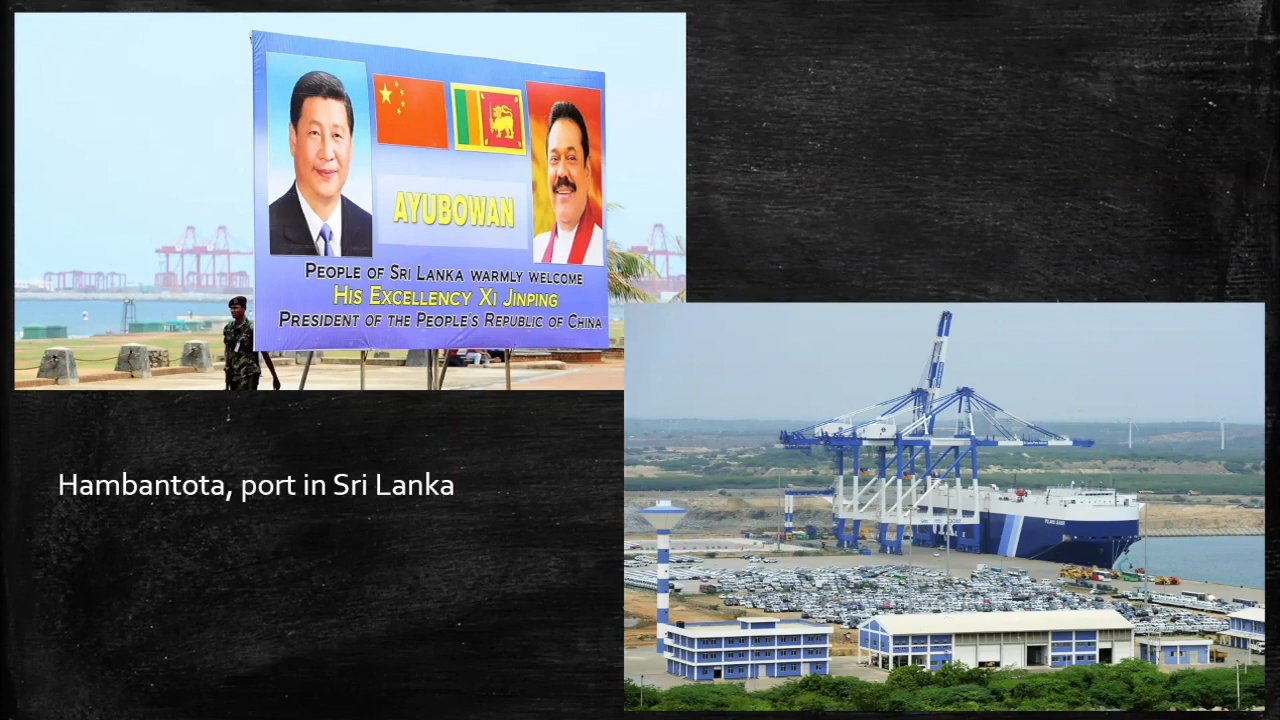 AYUBOWAN
PEOPLE OF SRI LANKA WARMLY WELCOME
HIS EXCELLENCY XI JINPING
PRESIDENT OF THE PEOPLE'S REPUBLIC OF CHINA
Hambantota, port in Sri Lanka